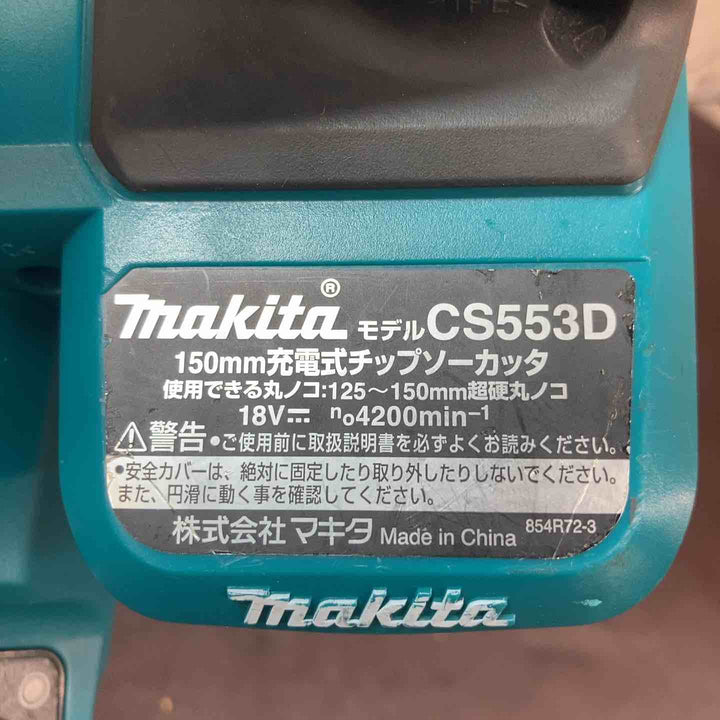 makita® モデル CS553D
150mm充電式チップソーカッタ
使用できる丸ノコ:125～150mm超硬丸ノコ
18V⎓ n₀4200min⁻¹
⚠警告 •ご使用前に取扱説明書を必ずよくお読みください。
•安全カバーは、絶対に固定したり取り外したりしないでください。
また、円滑に動く事を確認してください。
株式会社 マキタ Made in China 854R72-3
makita